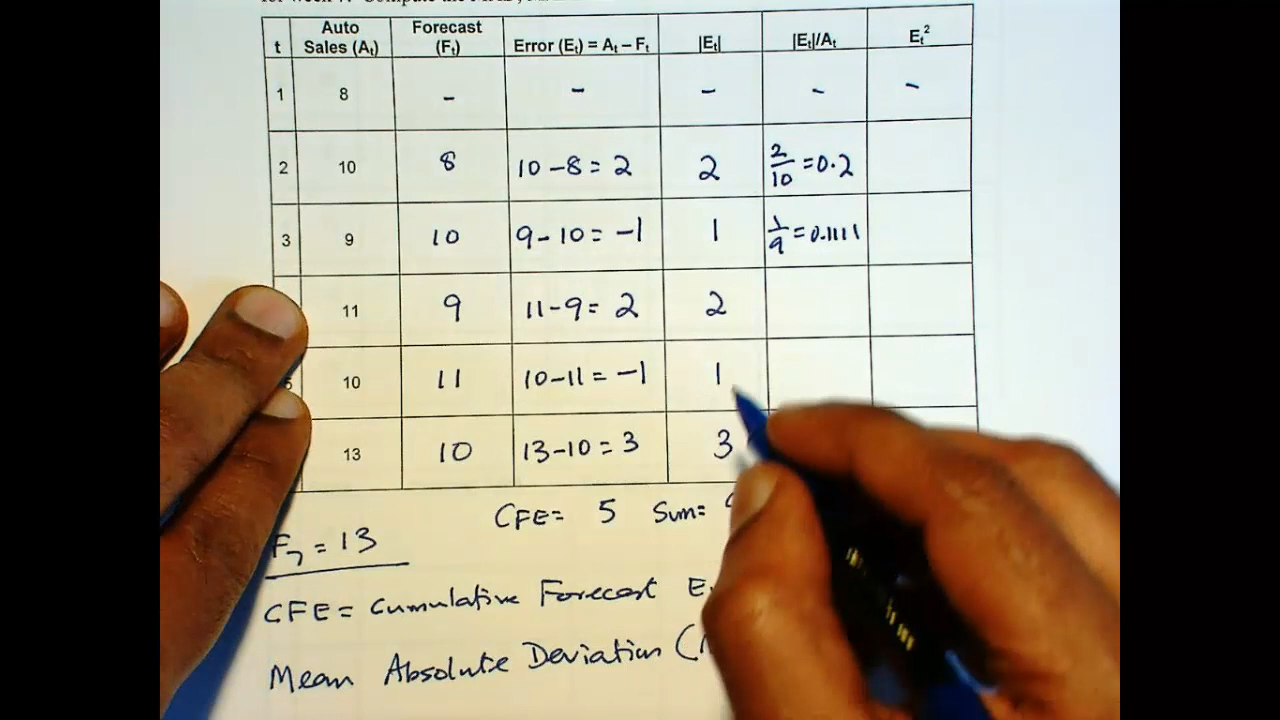 t Auto Sales (At) Forecast (Ft) Error (Et) = At – Ft |Et| |Et|/At Et²
1 8 - - - - -
2 10 8 10 - 8 = 2 2 2/10 = 0.2
3 9 10 9 - 10 = -1 1 1/9 = 0.1111
11 9 11 - 9 = 2 2
5 10 11 10 - 11 = -1 1
13 10 13 - 10 = 3 3
CFE = 5 Sum =
F7 = 13
CFE = Cumulative Forecast
Mean Absolute Deviation (